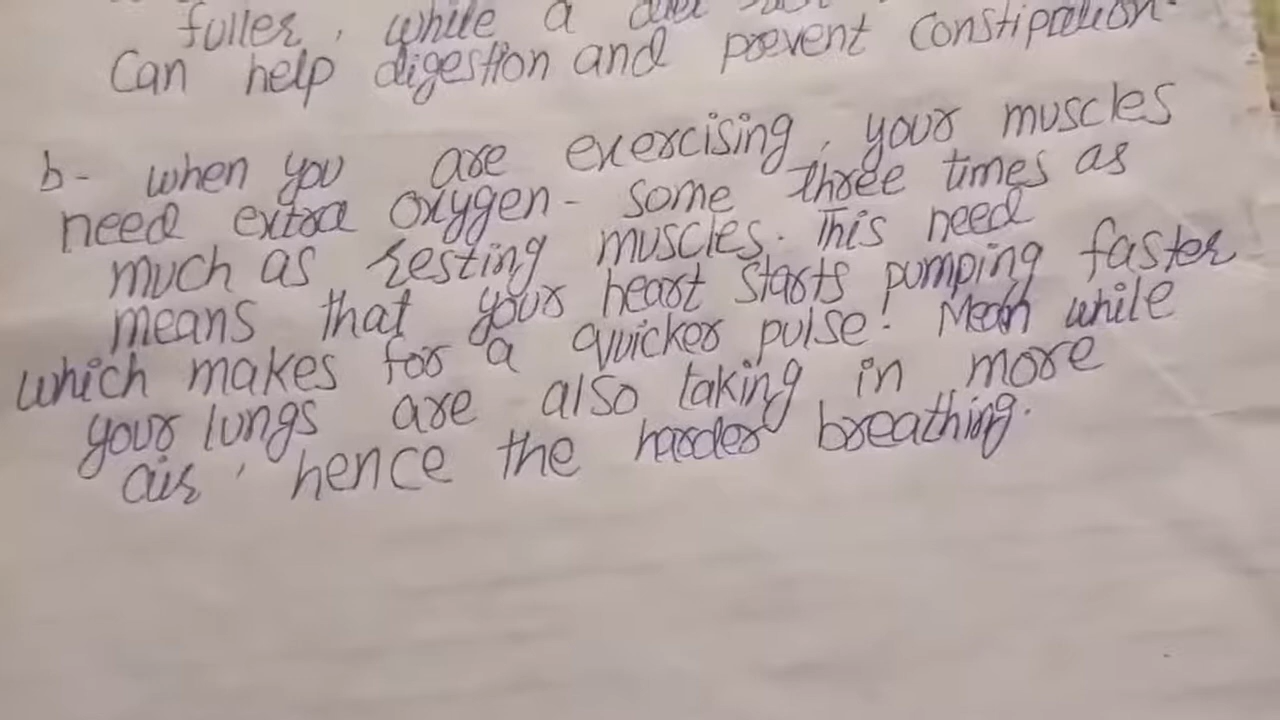 fuller, while a
Can help digestion and prevent constipation.
b- when you are exercising, your muscles
need extra oxygen - some three times as
much as resting muscles. This need
means that your heart starts pumping faster
which makes for a quicker pulse. Mean while
your lungs are also taking in more
air, hence the harder breathing.